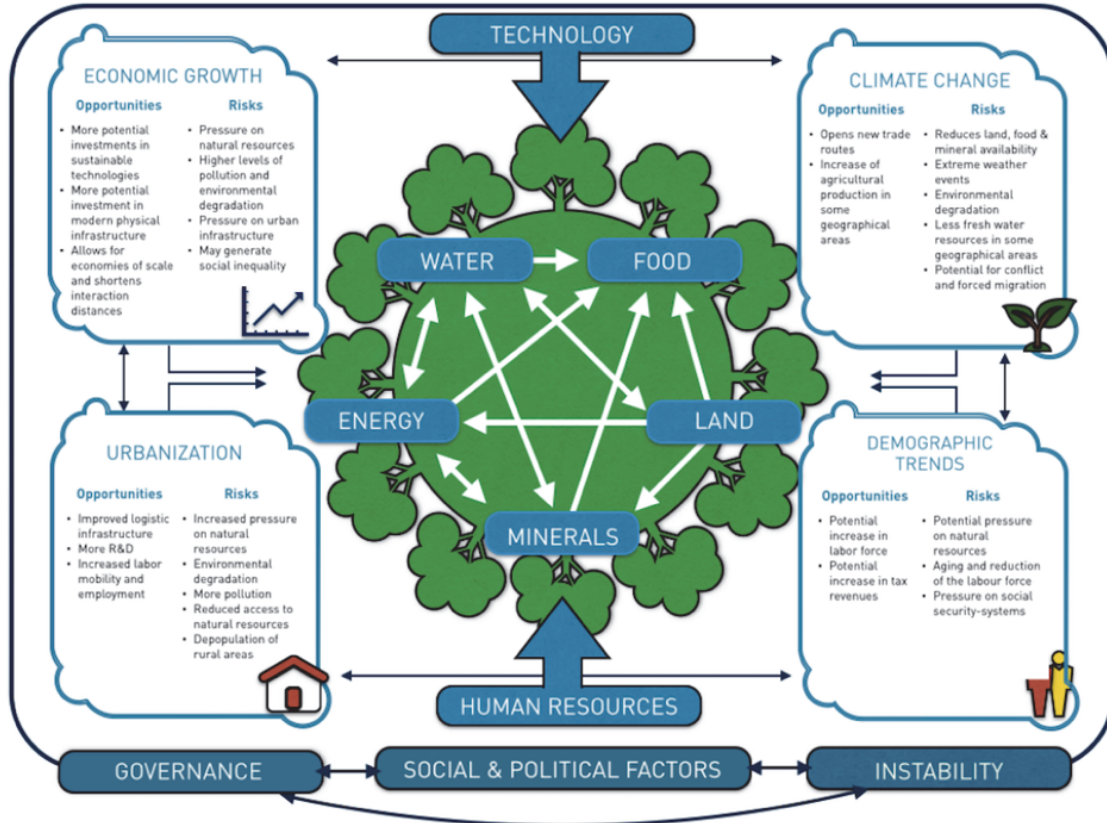 TECHNOLOGY
ECONOMIC GROWTH
Opportunities
• More potential
investments in
sustainable
technologies
• More potential
investment in
modern physical
infrastructure
• Allows for
economies of scale
and shortens
interaction
distances
Risks
• Pressure on
natural resources
• Higher levels of
pollution and
environmental
degradation
• Pressure on urban
infrastructure
• May generate
social inequality
CLIMATE CHANGE
Opportunities
• Opens new trade
routes
• Increase of
agricultural
production in
some
geographical
areas
Risks
• Reduces land, food &
mineral availability
• Extreme weather
events
• Environmental
degradation
• Less fresh water
resources in some
geographical areas
• Potential for conflict
and forced migration
WATER
FOOD
ENERGY
LAND
MINERALS
URBANIZATION
Opportunities
• Improved logistic
infrastructure
• More R&D
• Increased labor
mobility and
employment
Risks
• Increased pressure
on natural
resources
• Environmental
degradation
• More pollution
• Reduced access to
natural resources
• Depopulation of
rural areas
DEMOGRAPHIC
TRENDS
Opportunities
• Potential
increase in
labor force
• Potential
increase in tax
revenues
Risks
• Potential pressure
on natural
resources
• Aging and reduction
of the labour force
• Pressure on social
security-systems
HUMAN RESOURCES
GOVERNANCE
SOCIAL & POLITICAL FACTORS
INSTABILITY